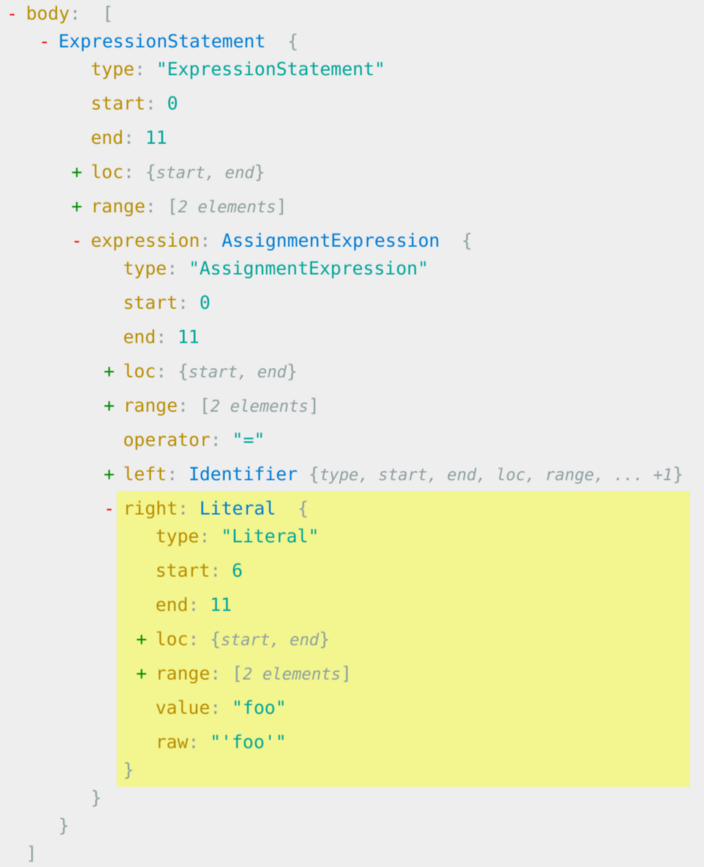 - body: [
- ExpressionStatement {
type: "ExpressionStatement"
start: 0
end: 11
+ loc: {start, end}
+ range: [2 elements]
- expression: AssignmentExpression {
type: "AssignmentExpression"
start: 0
end: 11
+ loc: {start, end}
+ range: [2 elements]
operator: "="
+ left: Identifier {type, start, end, loc, range, ... +1}
- right: Literal {
type: "Literal"
start: 6
end: 11
+ loc: {start, end}
+ range: [2 elements]
value: "foo"
raw: "'foo'"
}
}
}
]